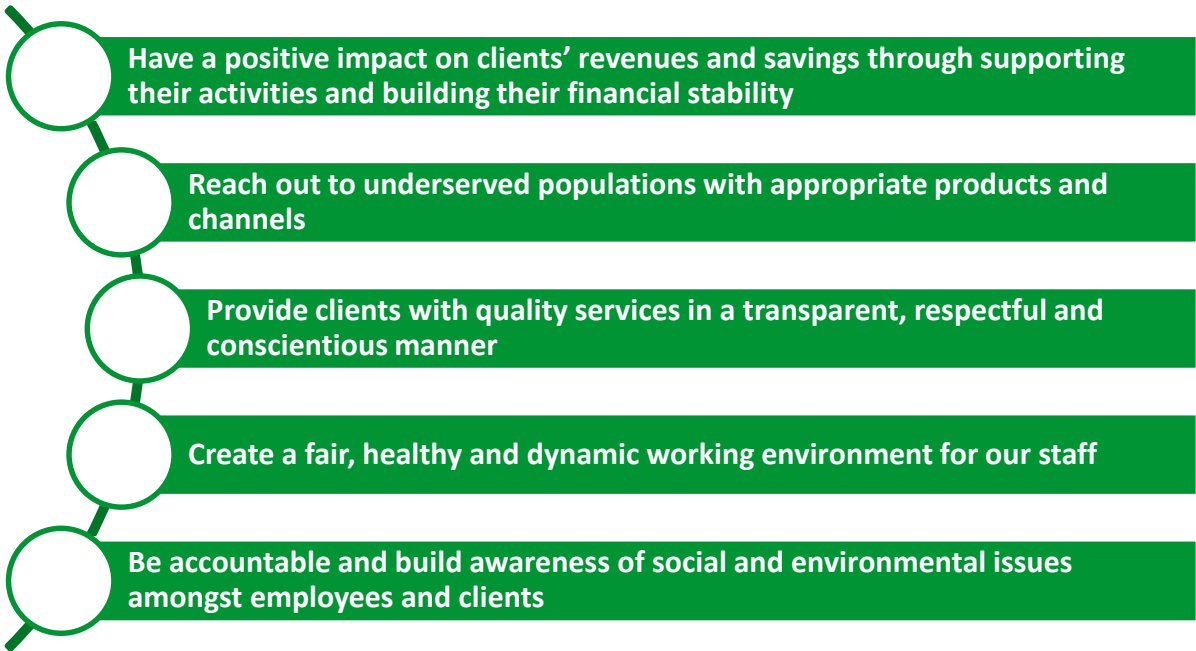 Have a positive impact on clients’ revenues and savings through supporting
their activities and building their financial stability
Reach out to underserved populations with appropriate products and
channels
Provide clients with quality services in a transparent, respectful and
conscientious manner
Create a fair, healthy and dynamic working environment for our staff
Be accountable and build awareness of social and environmental issues
amongst employees and clients